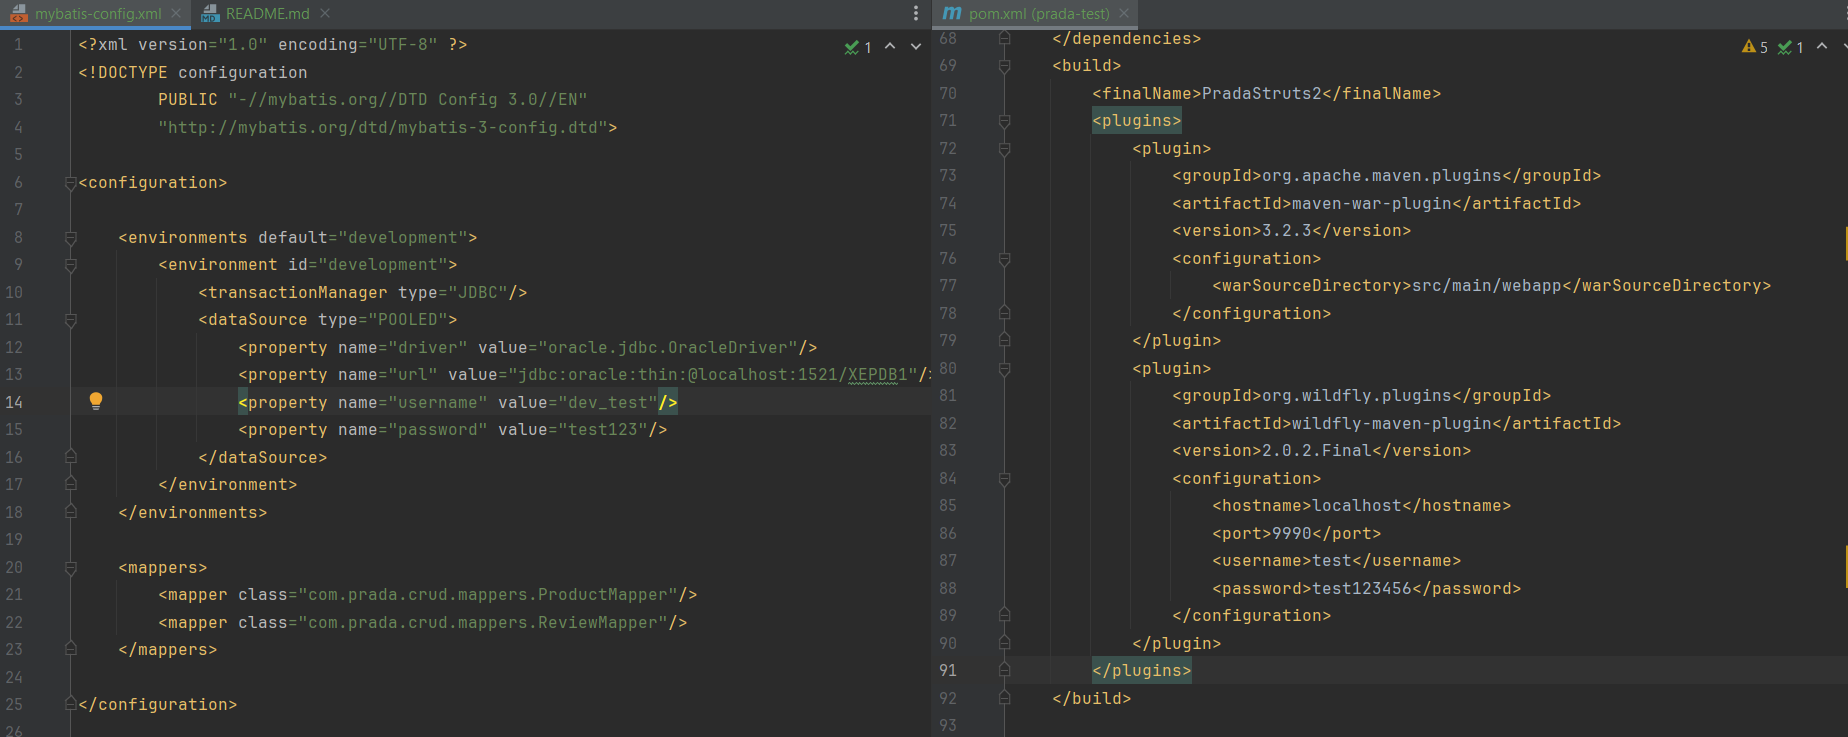 mybatis-config.xml
README.md
1 <?xml version="1.0" encoding="UTF-8" ?>
2 <!DOCTYPE configuration
3 PUBLIC "-//mybatis.org//DTD Config 3.0//EN"
4 "http://mybatis.org/dtd/mybatis-3-config.dtd">
5
6 <configuration>
7
8 <environments default="development">
9 <environment id="development">
10 <transactionManager type="JDBC"/>
11 <dataSource type="POOLED">
12 <property name="driver" value="oracle.jdbc.OracleDriver"/>
13 <property name="url" value="jdbc:oracle:thin:@localhost:1521/XEPDB1"/>
14 <property name="username" value="dev_test"/>
15 <property name="password" value="test123"/>
16 </dataSource>
17 </environment>
18 </environments>
19
20 <mappers>
21 <mapper class="com.prada.crud.mappers.ProductMapper"/>
22 <mapper class="com.prada.crud.mappers.ReviewMapper"/>
23 </mappers>
24
25 </configuration>
26
1
m pom.xml (prada-test)
5 1
68 </dependencies>
69 <build>
70 <finalName>PradaStruts2</finalName>
71 <plugins>
72 <plugin>
73 <groupId>org.apache.maven.plugins</groupId>
74 <artifactId>maven-war-plugin</artifactId>
75 <version>3.2.3</version>
76 <configuration>
77 <warSourceDirectory>src/main/webapp</warSourceDirectory>
78 </configuration>
79 </plugin>
80 <plugin>
81 <groupId>org.wildfly.plugins</groupId>
82 <artifactId>wildfly-maven-plugin</artifactId>
83 <version>2.0.2.Final</version>
84 <configuration>
85 <hostname>localhost</hostname>
86 <port>9990</port>
87 <username>test</username>
88 <password>test123456</password>
89 </configuration>
90 </plugin>
91 </plugins>
92 </build>
93